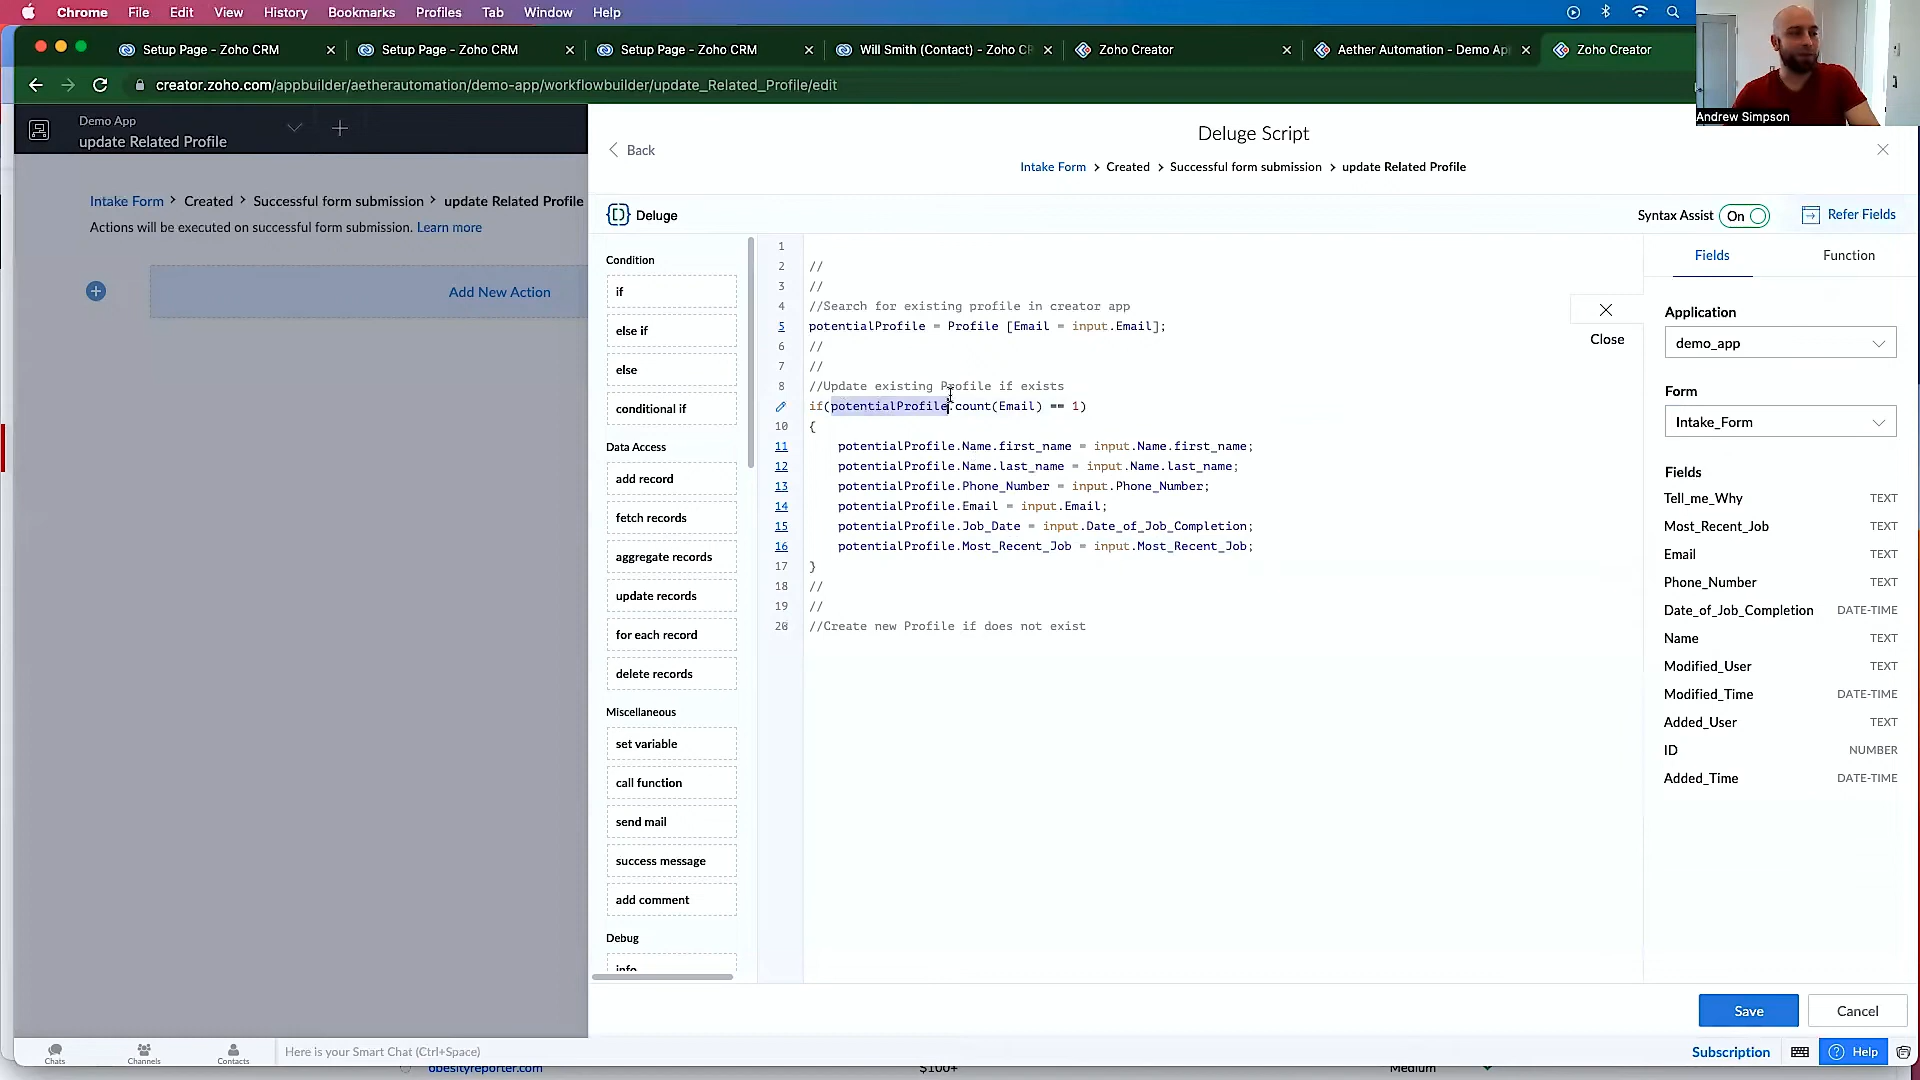 Chrome File Edit View History Bookmarks Profiles Tab Window Help
Setup Page - Zoho CRM
Setup Page - Zoho CRM
Setup Page - Zoho CRM
Will Smith (Contact) - Zoho CR
Zoho Creator
Aether Automation - Demo Ap
Zoho Creator
creator.zoho.com/appbuilder/aetherautomation/demo-app/workflowbuilder/update_Related_Profile/edit
Andrew Simpson
Demo App
update Related Profile
Intake Form > Created > Successful form submission > update Related Profile
Actions will be executed on successful form submission. Learn more
Add New Action
Back
Deluge Script
Intake Form > Created > Successful form submission > update Related Profile
Deluge
Syntax Assist On
Refer Fields
Condition
if
else if
else
conditional if
Data Access
add record
fetch records
aggregate records
update records
for each record
delete records
Miscellaneous
set variable
call function
send mail
success message
add comment
Debug
info
1
2 //
3 //
4 //Search for existing profile in creator app
5 potentialProfile = Profile [Email = input.Email];
6 //
7 //
8 //Update existing Profile if exists
if(potentialProfile.count(Email) == 1)
10 {
11 potentialProfile.Name.first_name = input.Name.first_name;
12 potentialProfile.Name.last_name = input.Name.last_name;
13 potentialProfile.Phone_Number = input.Phone_Number;
14 potentialProfile.Email = input.Email;
15 potentialProfile.Job_Date = input.Date_of_Job_Completion;
16 potentialProfile.Most_Recent_Job = input.Most_Recent_Job;
17 }
18 //
19 //
20 //Create new Profile if does not exist
Close
Fields Function
Application
demo_app
Form
Intake_Form
Fields
Tell_me_Why TEXT
Most_Recent_Job TEXT
Email TEXT
Phone_Number TEXT
Date_of_Job_Completion DATE-TIME
Name TEXT
Modified_User TEXT
Modified_Time DATE-TIME
Added_User TEXT
ID NUMBER
Added_Time DATE-TIME
Save Cancel
Chats Channels Contacts
Here is your Smart Chat (Ctrl+Space)
Subscription
Help
obesityreporter.com $100+ Medium